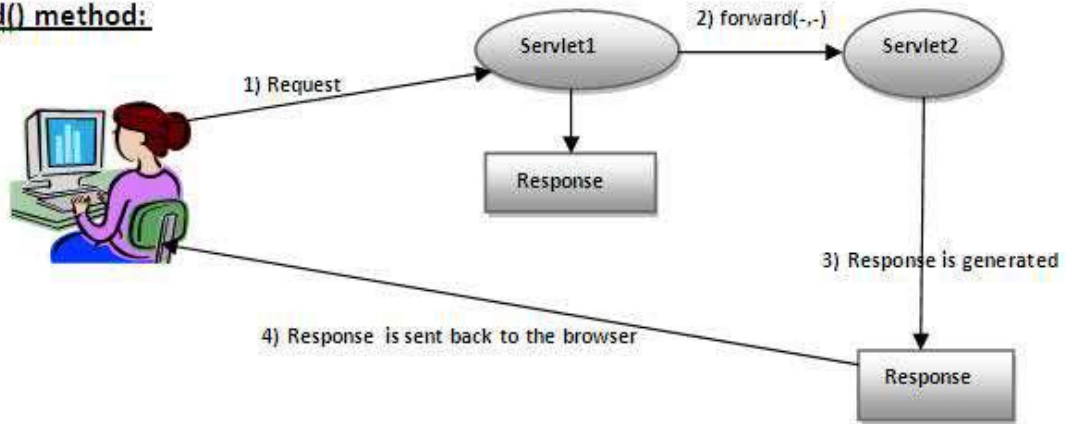 d() method:
2) forward(-,-)
Servlet1
Servlet2
1) Request
Response
3) Response is generated
4) Response is sent back to the browser
Response